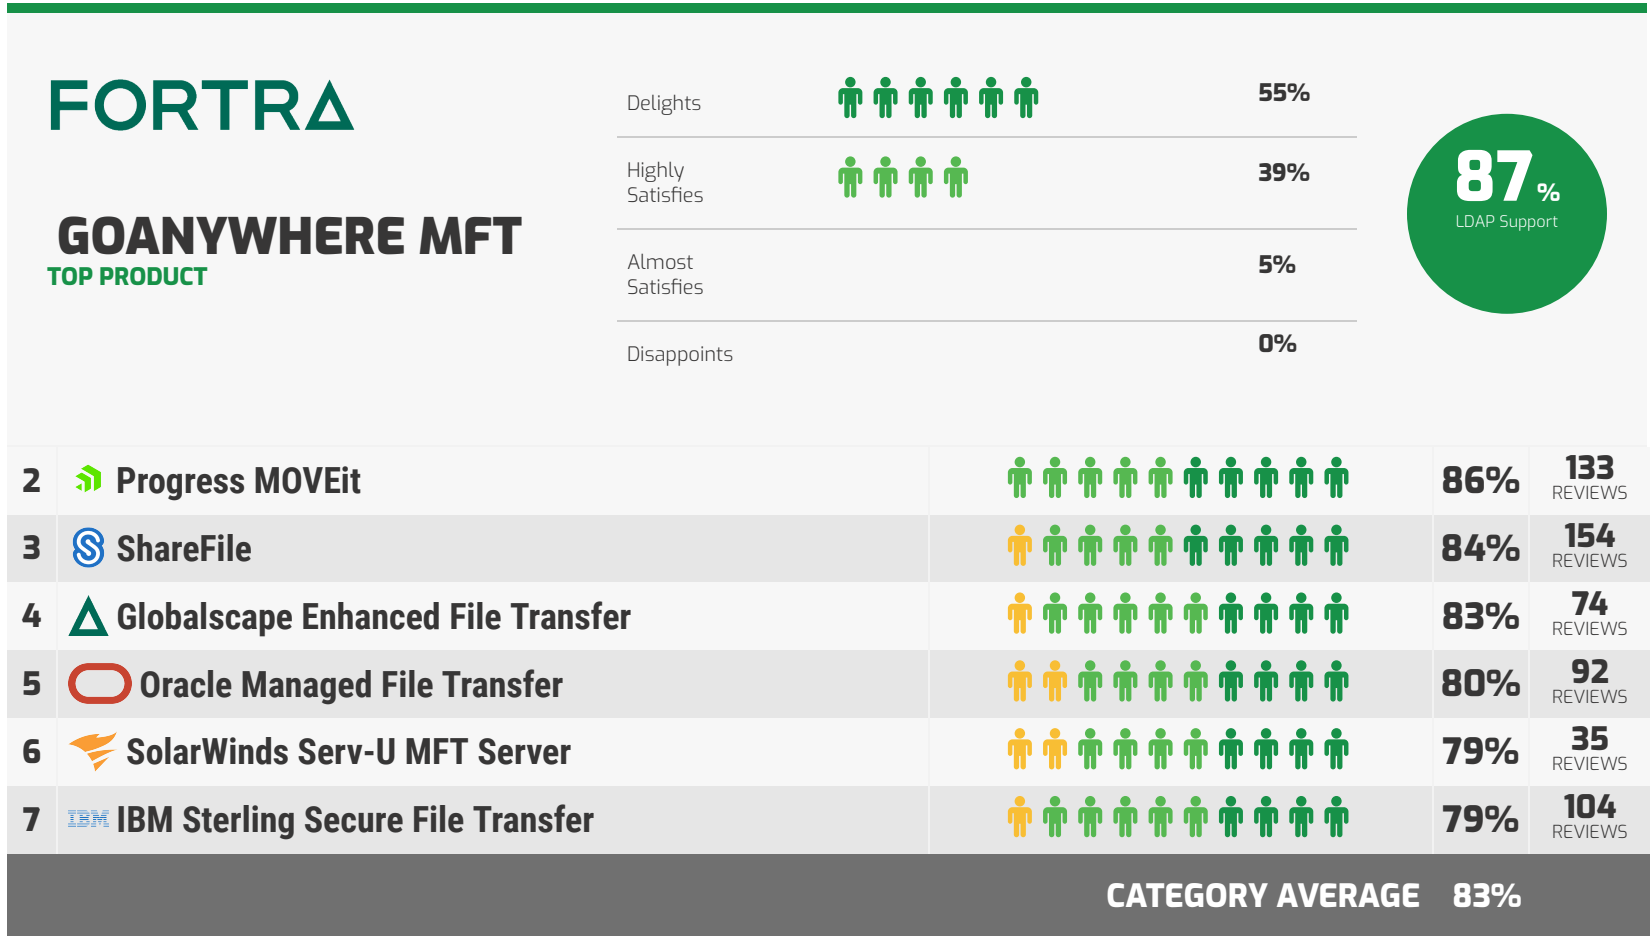 FORTRA
GOANYWHERE MFT
TOP PRODUCT
Delights 55%
Highly
Satisfies 39%
Almost
Satisfies 5%
Disappoints 0%
87%
LDAP Support
2 Progress MOVEit 86% 133 REVIEWS
3 ShareFile 84% 154 REVIEWS
4 Globalscape Enhanced File Transfer 83% 74 REVIEWS
5 Oracle Managed File Transfer 80% 92 REVIEWS
6 SolarWinds Serv-U MFT Server 79% 35 REVIEWS
7 IBM IBM Sterling Secure File Transfer 79% 104 REVIEWS
CATEGORY AVERAGE 83%